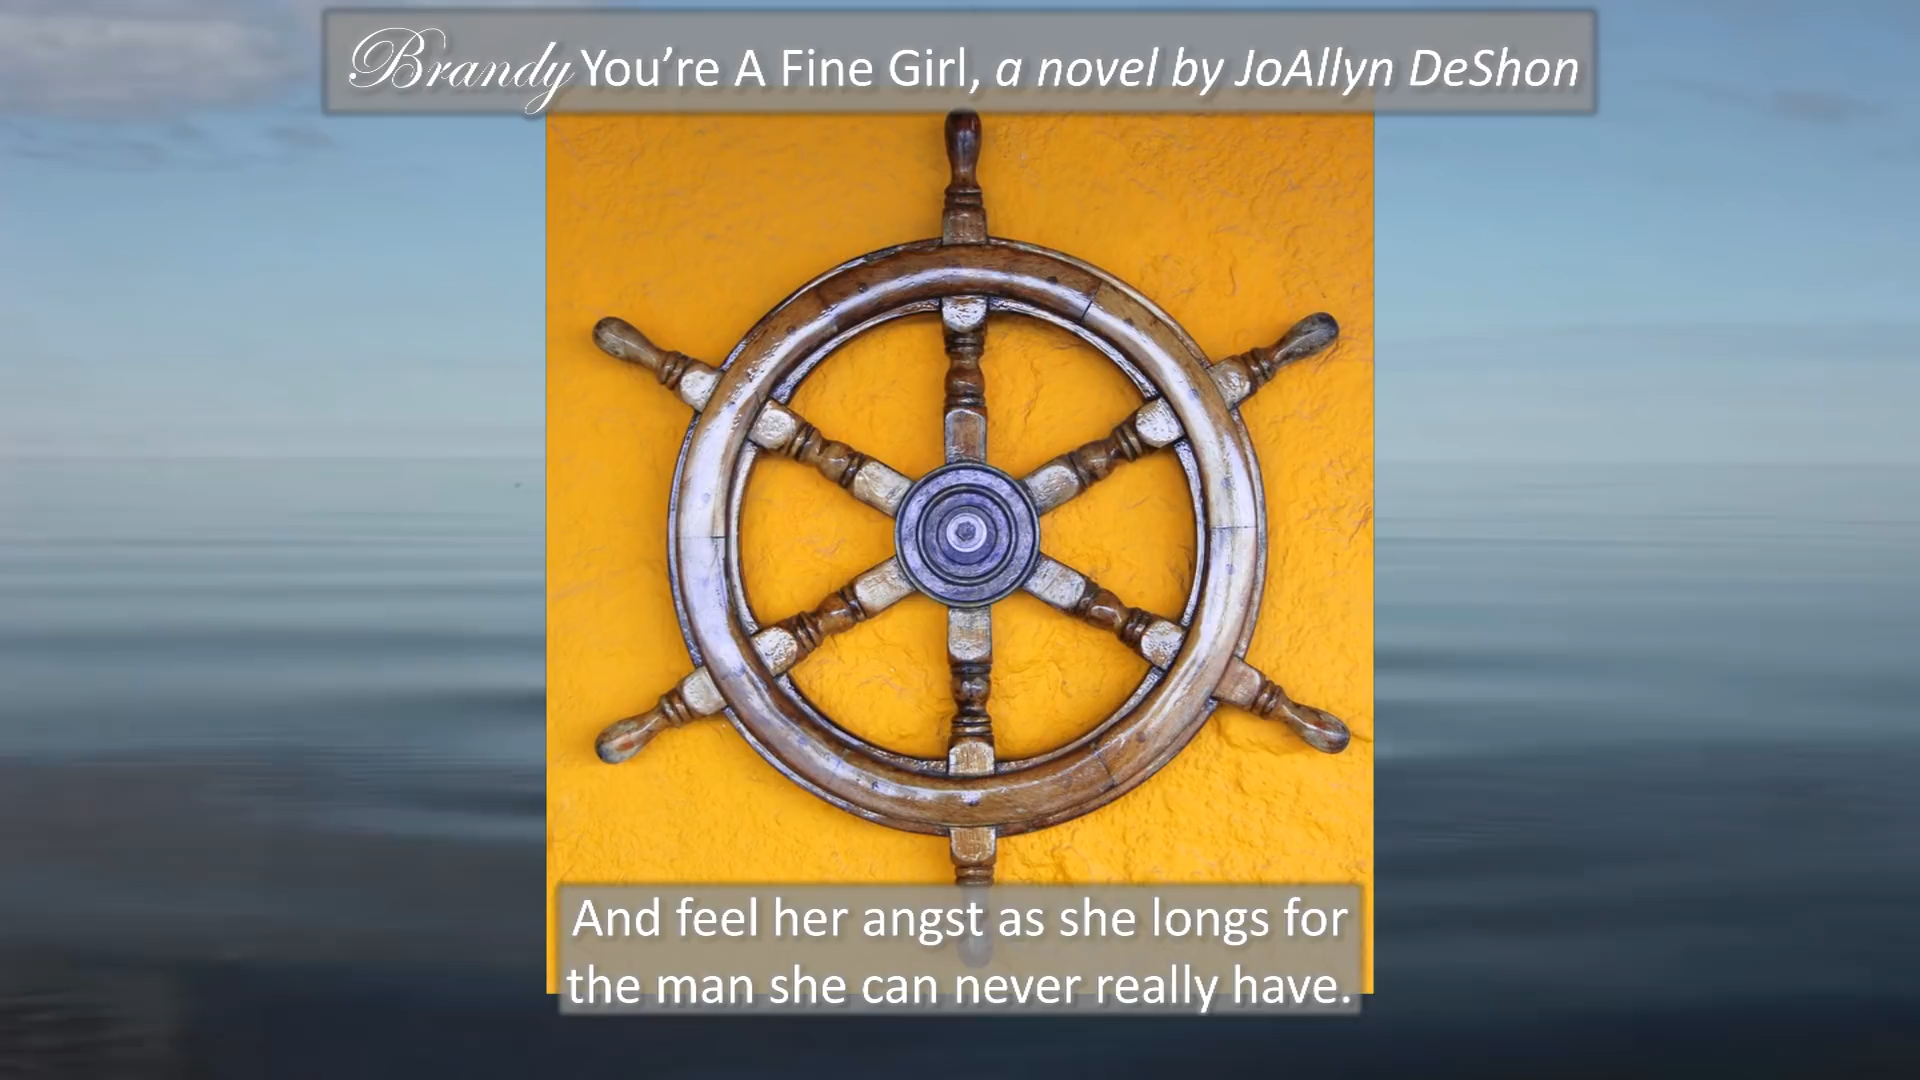 Brandy You’re A Fine Girl, a novel by JoAllyn DeShon
And feel her angst as she longs for
the man she can never really have.